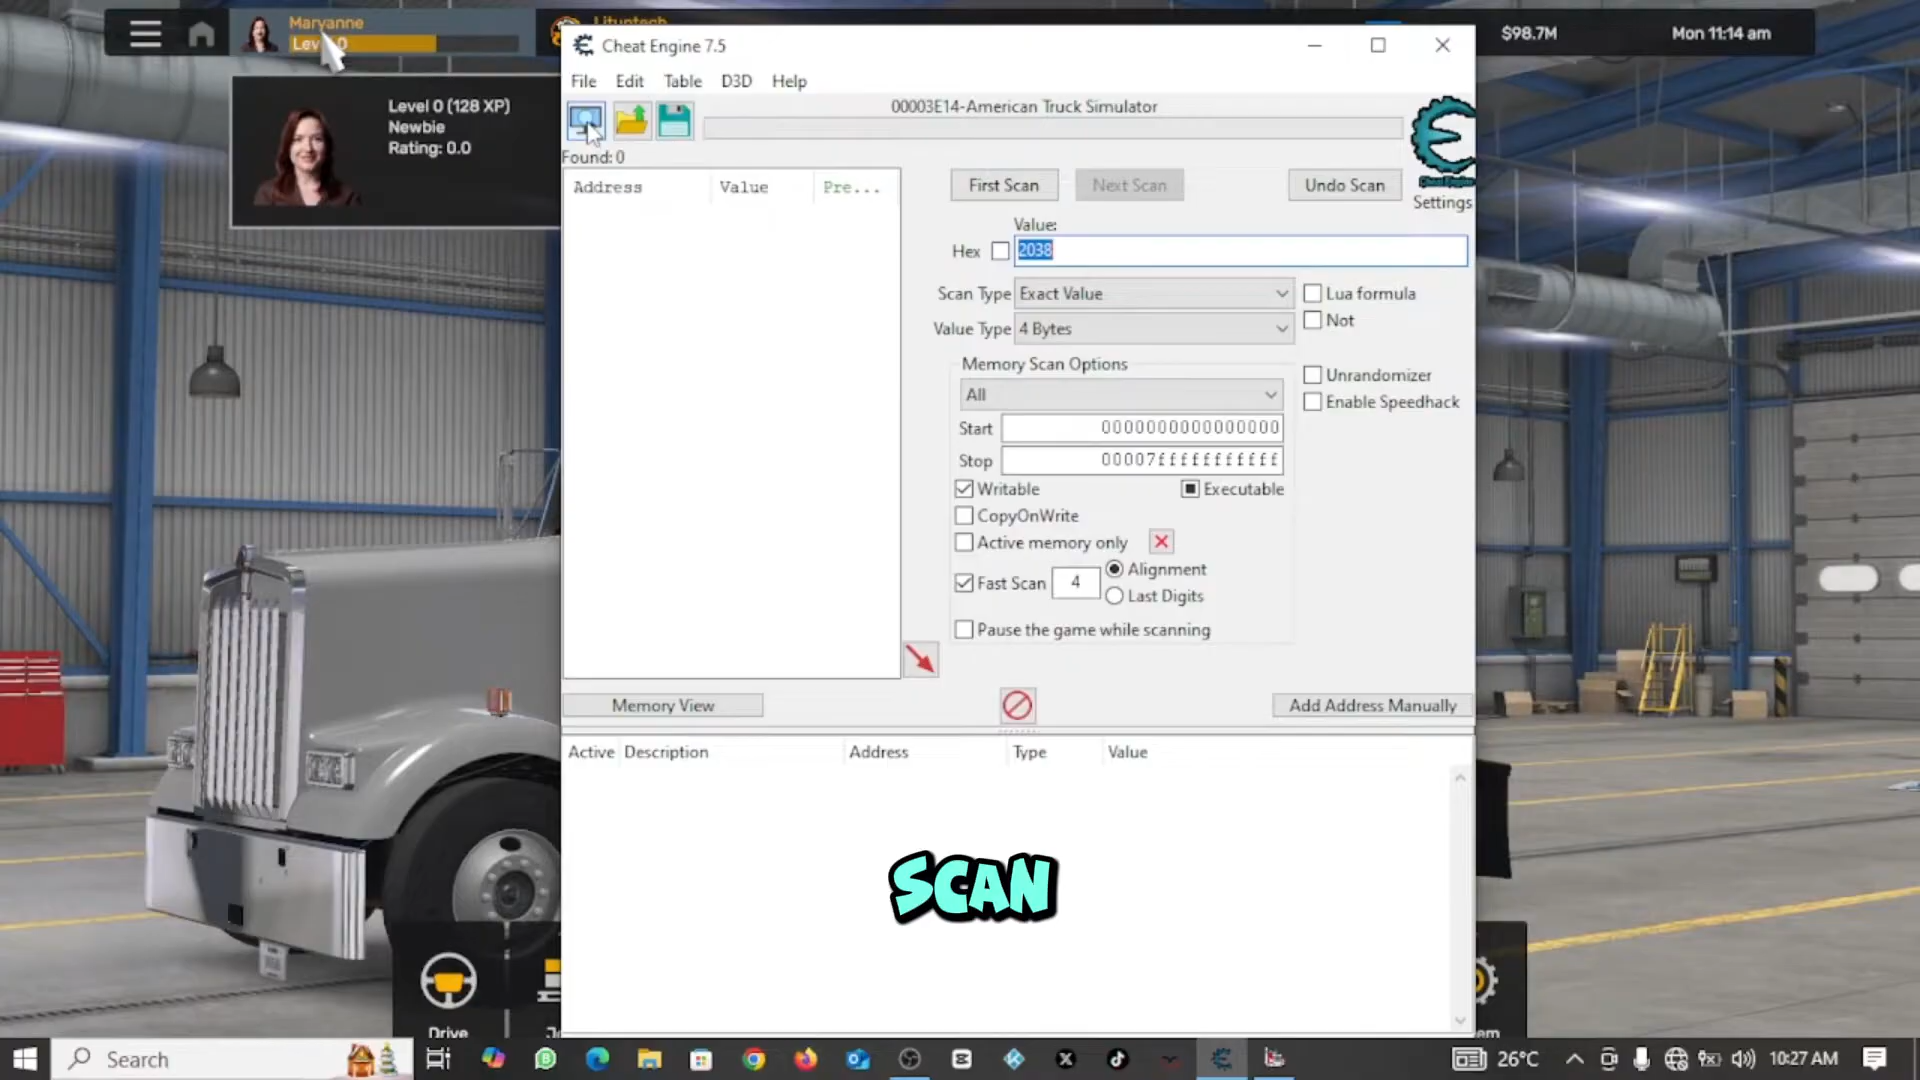 Maryanne
Level 0
Lituptech
$98.7M
Mon 11:14 am
Level 0 (128 XP)
Newbie
Rating: 0.0
Cheat Engine 7.5
File Edit Table D3D Help
00003E14-American Truck Simulator
Found: 0
Address Value Pre...
First Scan Next Scan Undo Scan
Cheat Engine
Settings
Value:
Hex 2038
Scan Type Exact Value Lua formula
Value Type 4 Bytes Not
Memory Scan Options
All
Unrandomizer
Enable Speedhack
Start 0000000000000000
Stop 00007fffffffffff
Writable Executable
CopyOnWrite
Active memory only
Fast Scan 4 Alignment
Last Digits
Pause the game while scanning
Memory View Add Address Manually
Active Description Address Type Value
SCAN
Drive
Search 26°C 10:27 AM